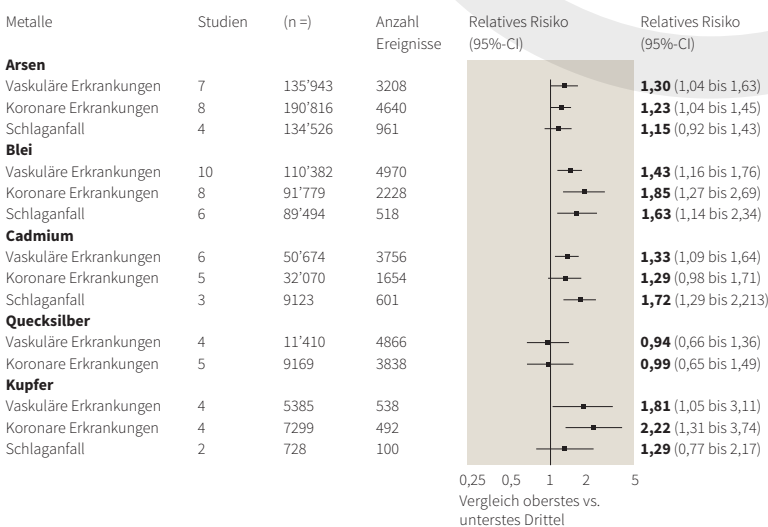 Metalle Studien (n =) Anzahl Ereignisse Relatives Risiko (95%-CI) Relatives Risiko (95%-CI)
Arsen
Vaskuläre Erkrankungen 7 135’943 3208 1,30 (1,04 bis 1,63)
Koronare Erkrankungen 8 190’816 4640 1,23 (1,04 bis 1,45)
Schlaganfall 4 134’526 961 1,15 (0,92 bis 1,43)
Blei
Vaskuläre Erkrankungen 10 110’382 4970 1,43 (1,16 bis 1,76)
Koronare Erkrankungen 8 91’779 2228 1,85 (1,27 bis 2,69)
Schlaganfall 6 89’494 518 1,63 (1,14 bis 2,34)
Cadmium
Vaskuläre Erkrankungen 6 50’674 3756 1,33 (1,09 bis 1,64)
Koronare Erkrankungen 5 32’070 1654 1,29 (0,98 bis 1,71)
Schlaganfall 3 9123 601 1,72 (1,29 bis 2,213)
Quecksilber
Vaskuläre Erkrankungen 4 11’410 4866 0,94 (0,66 bis 1,36)
Koronare Erkrankungen 5 9169 3838 0,99 (0,65 bis 1,49)
Kupfer
Vaskuläre Erkrankungen 4 5385 538 1,81 (1,05 bis 3,11)
Koronare Erkrankungen 4 7299 492 2,22 (1,31 bis 3,74)
Schlaganfall 2 728 100 1,29 (0,77 bis 2,17)
0,25 0,5 1 2 5
Vergleich oberstes vs.
unterstes Drittel